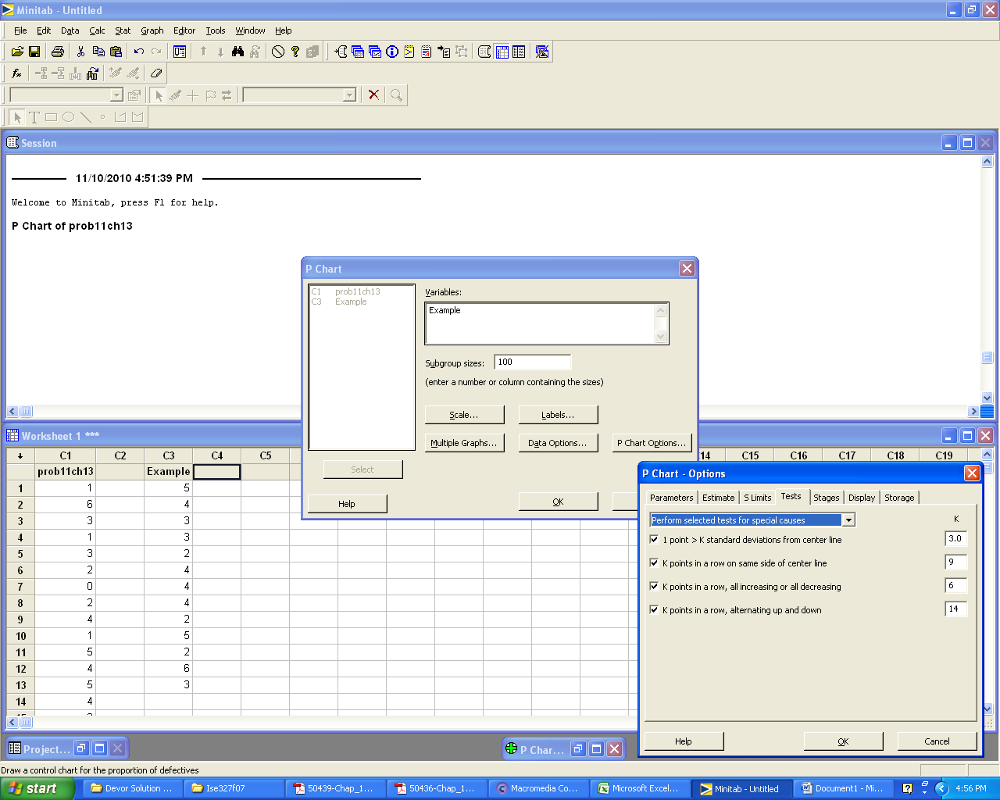 Minitab - Untitled
File Edit Data Calc Stat Graph Editor Tools Window Help
Session
11/10/2010 4:51:39 PM
Welcome to Minitab, press F1 for help.
P Chart of prob11ch13
P Chart
C1 prob11ch13
C3 Example
Variables:
Example
Subgroup sizes: 100
(enter a number or column containing the sizes)
Scale... Labels...
Multiple Graphs... Data Options... P Chart Options...
Select
Help OK
Worksheet 1 ***
C1 C2 C3 C4 C5 14 C15 C16 C17 C18 C19
prob11ch13 Example
1 1 5
2 6 4
3 3 3
4 1 3
5 3 2
6 2 4
7 0 4
8 2 4
9 4 2
10 1 5
11 5 2
12 4 6
13 5 3
14 4
P Chart - Options
Parameters Estimate S Limits Tests Stages Display Storage
Perform selected tests for special causes K
1 point > K standard deviations from center line 3.0
K points in a row on same side of center line 9
K points in a row, all increasing or all decreasing 6
K points in a row, alternating up and down 14
Help OK Cancel
Project... P Char...
Draw a control chart for the proportion of defectives
start Devor Solution ... Ise327f07 50439-Chap_1... 50436-Chap_1... Macromedia Co... Microsoft Excel... Minitab - Untitled Document1 - Mi... 4:56 PM